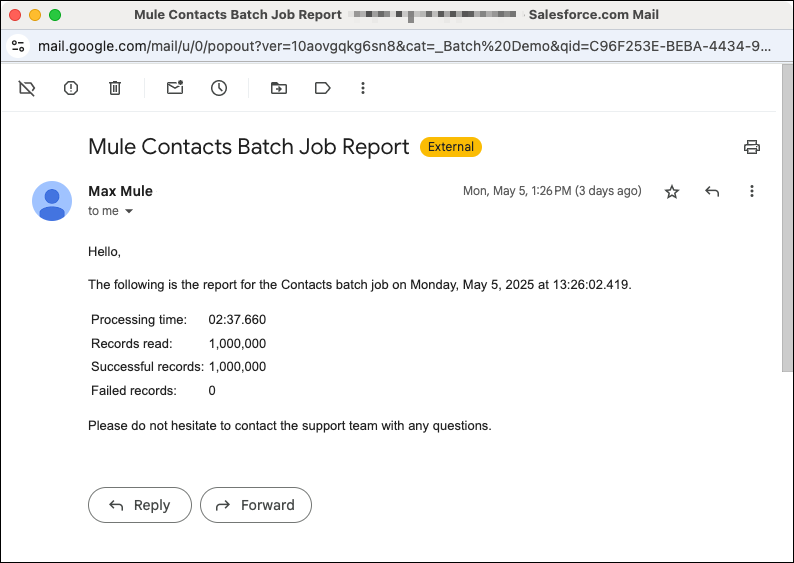 Mule Contacts Batch Job Report Salesforce.com Mail
mail.google.com/mail/u/0/popout?ver=10aovgqkg6sn8&cat=_Batch%20Demo&qid=C96F253E-BEBA-4434-9...
Mule Contacts Batch Job Report External
Max Mule Mon, May 5, 1:26 PM (3 days ago)
to me
Hello,
The following is the report for the Contacts batch job on Monday, May 5, 2025 at 13:26:02.419.
Processing time: 02:37.660
Records read: 1,000,000
Successful records: 1,000,000
Failed records: 0
Please do not hesitate to contact the support team with any questions.
Reply Forward